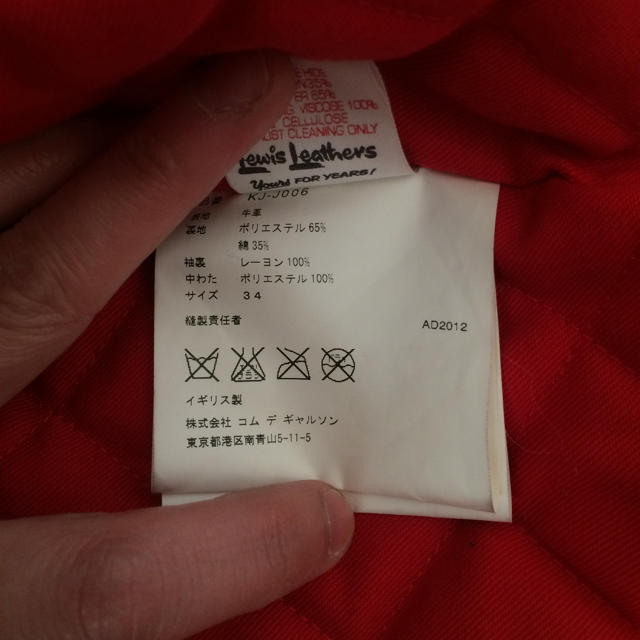 ER 65%
VISCOSE 100%
CELLULOSE
CLEANING ONLY
Lewis Leathers
Yours FOR YEARS!
KJ-J006
表地 牛革
裏地 ポリエステル 65%
綿 35%
袖裏 レーヨン 100%
中わた ポリエステル 100%
サイズ 34
縫製責任者 AD2012
イギリス製
株式会社 コム デ ギャルソン
東京都港区南青山5-11-5